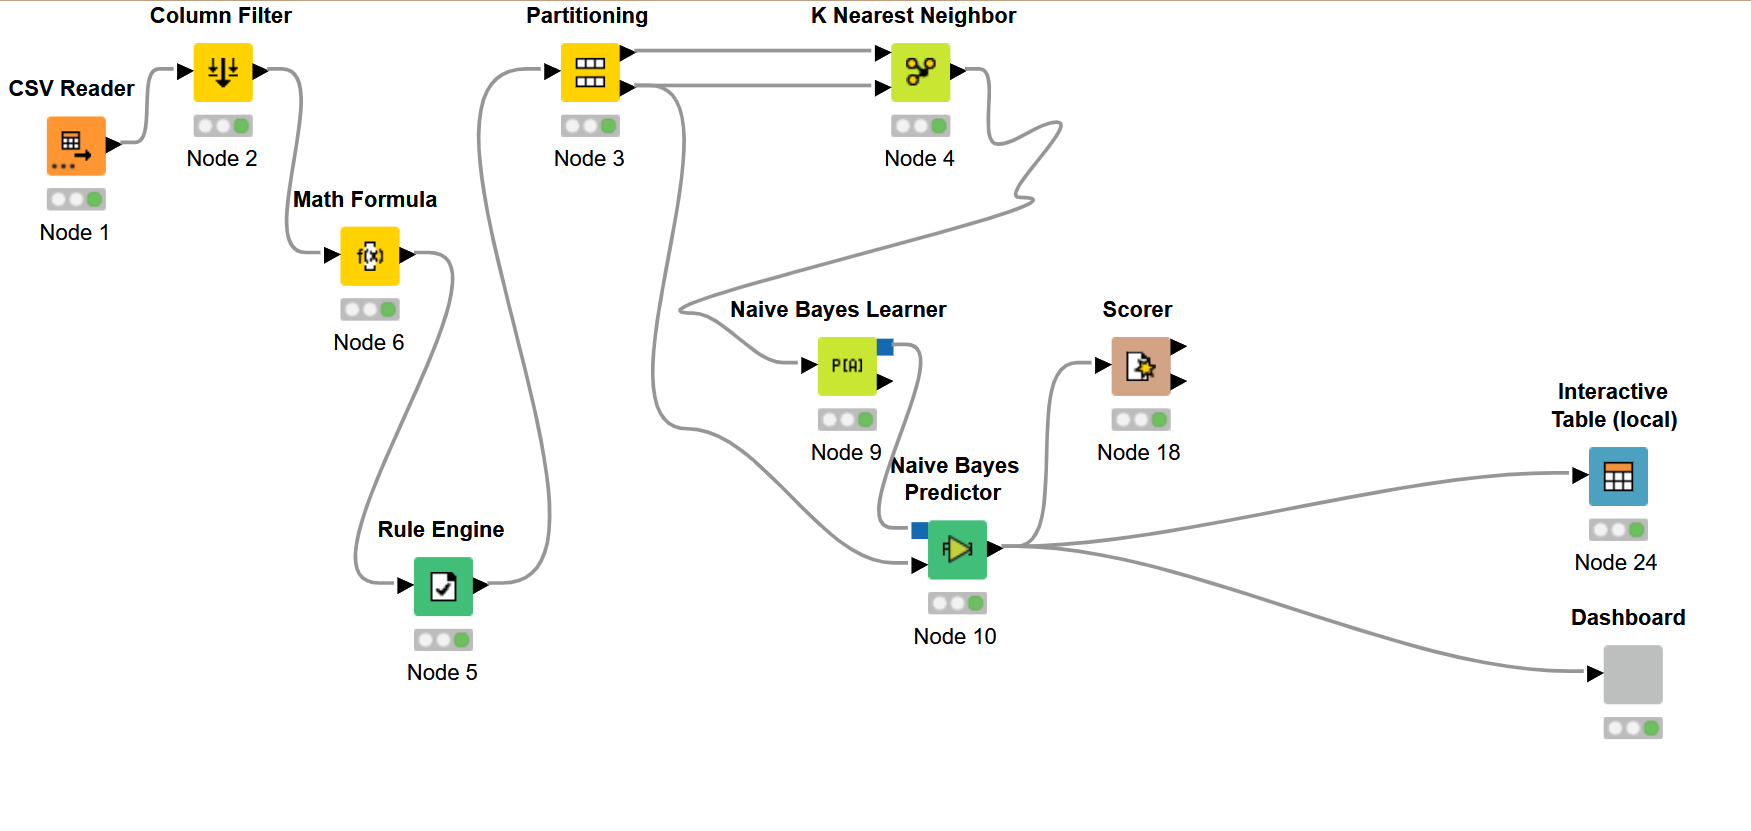 Column Filter
Partitioning
K Nearest Neighbor
CSV Reader
Node 2
Node 3
Node 4
Math Formula
Node 1
f(x)
Node 6
Naive Bayes Learner
Scorer
P[A]
Interactive
Table (local)
Node 9
Node 18
Naive Bayes
Predictor
Rule Engine
Node 24
Dashboard
Node 10
Node 5